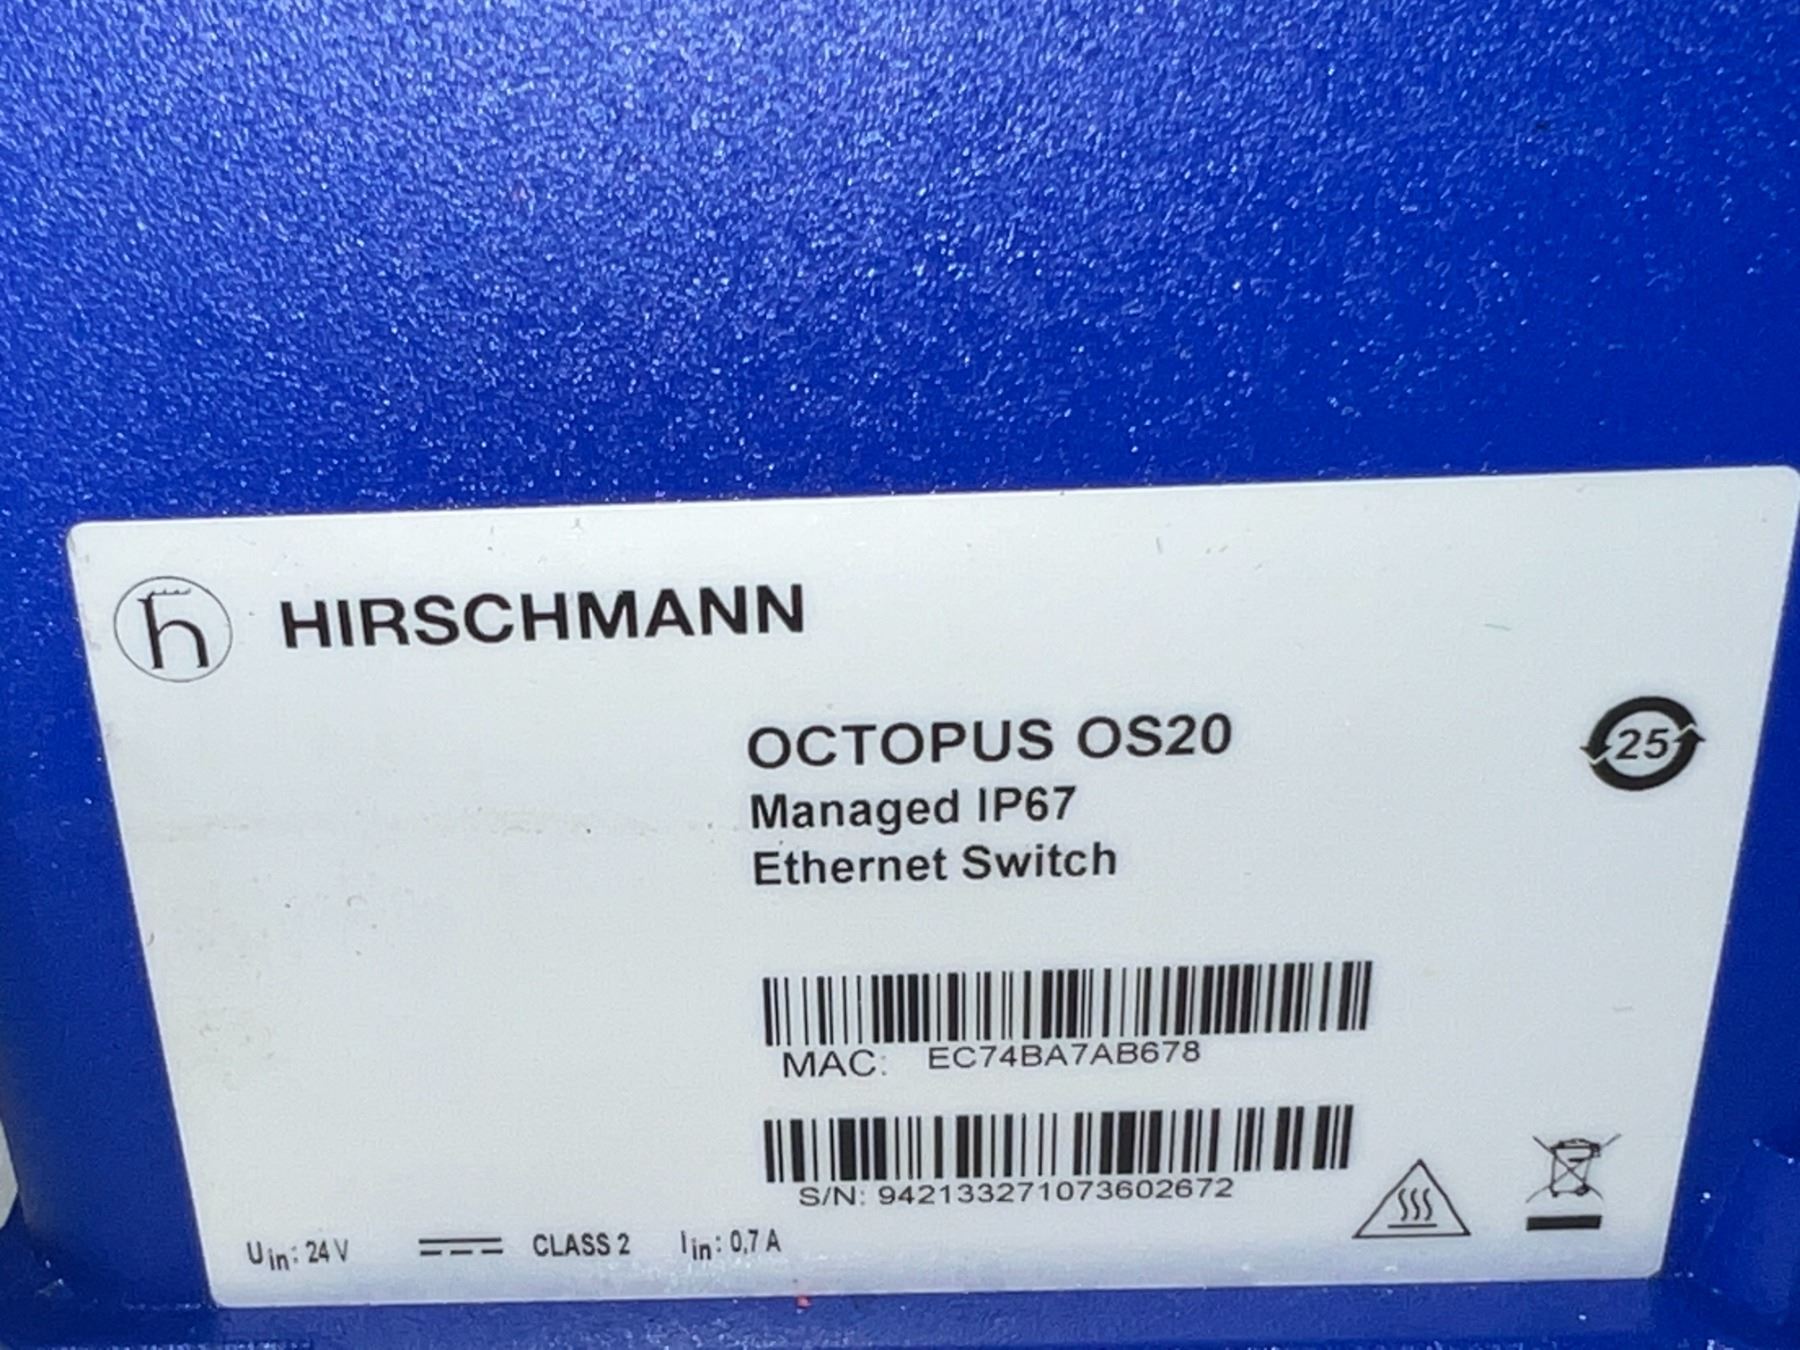 h HIRSCHMANN
OCTOPUS OS20
Managed IP67
Ethernet Switch
25
MAC: EC74BA7AB678
S/N: 942133271073602672
Uin: 24 V CLASS 2 Iin: 0,7 A